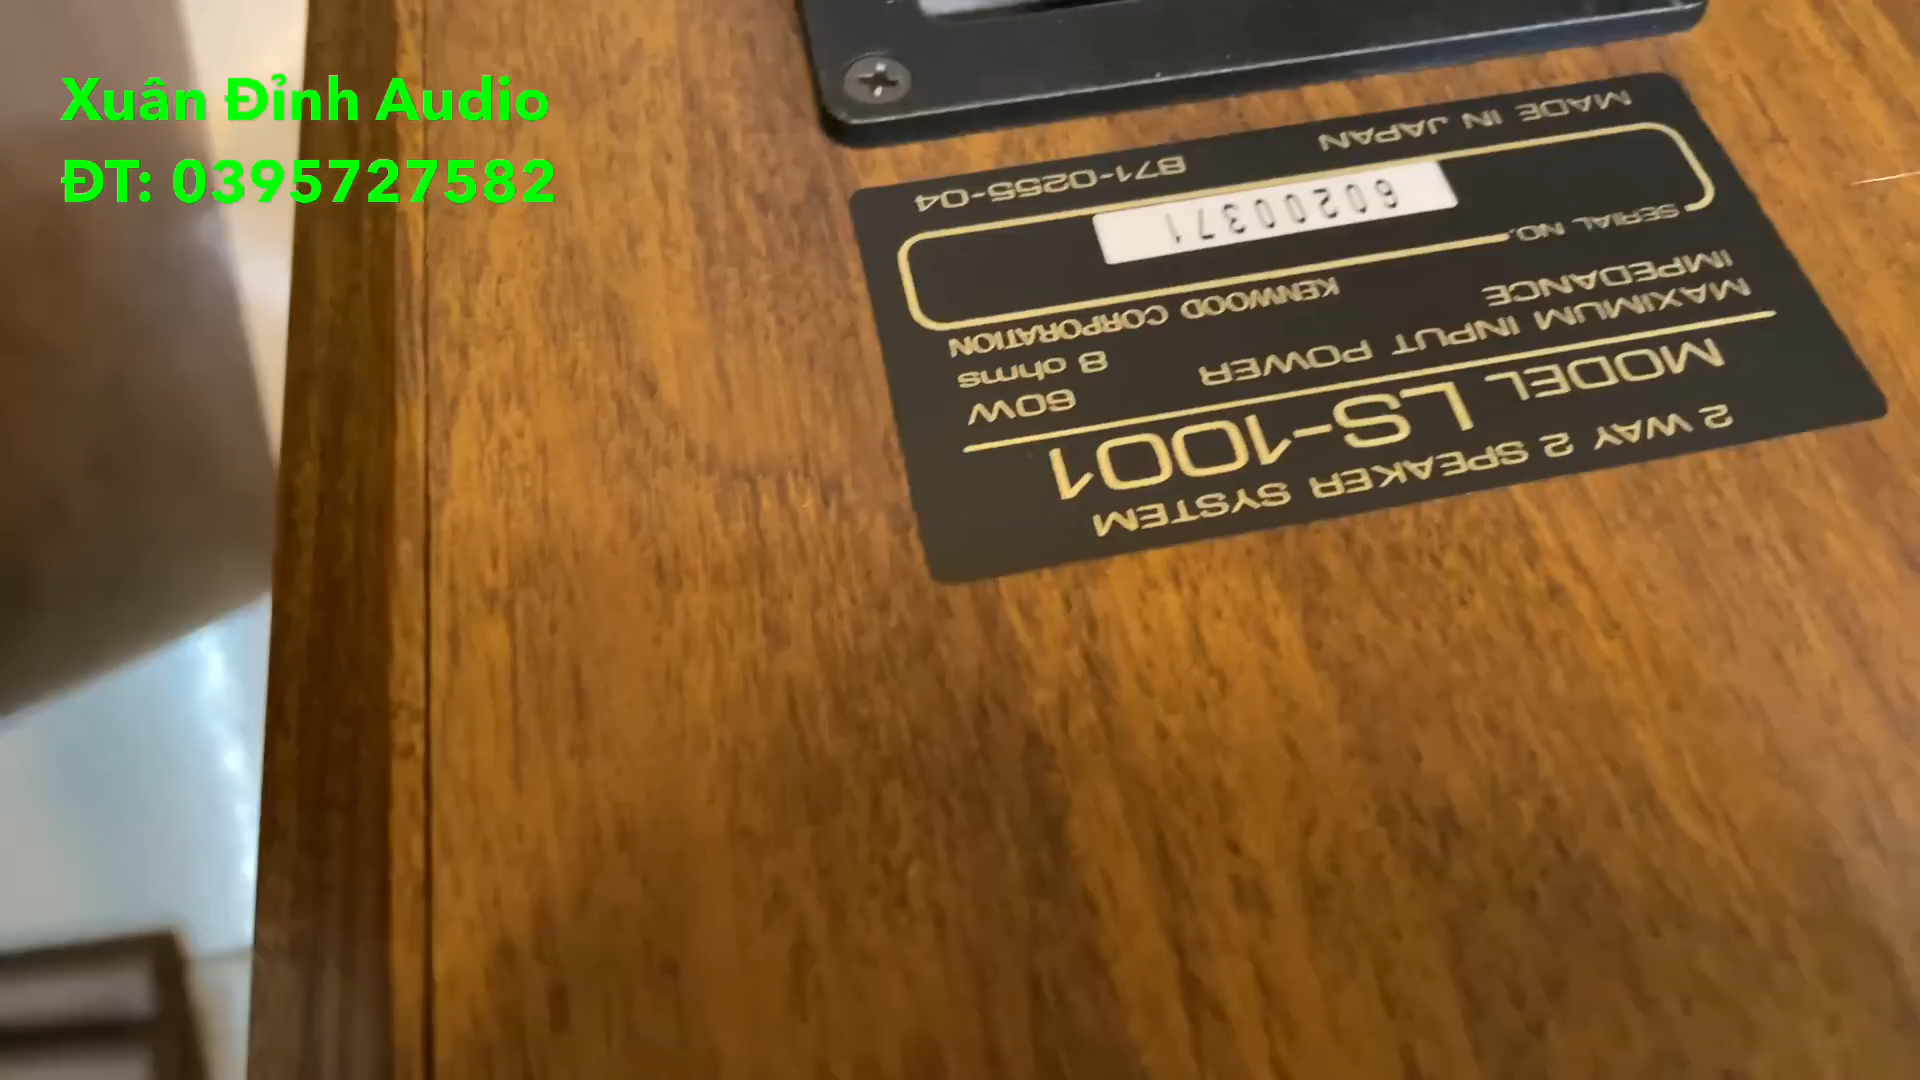 Xuân Đỉnh Audio
ĐT: 0395727582
2 WAY 2 SPEAKER SYSTEM
MODEL LS-1001
MAXIMUM INPUT POWER 60W
IMPEDANCE 8 ohms
KENWOOD CORPORATION
SERIAL NO. 60200371
MADE IN JAPAN B71-0255-04